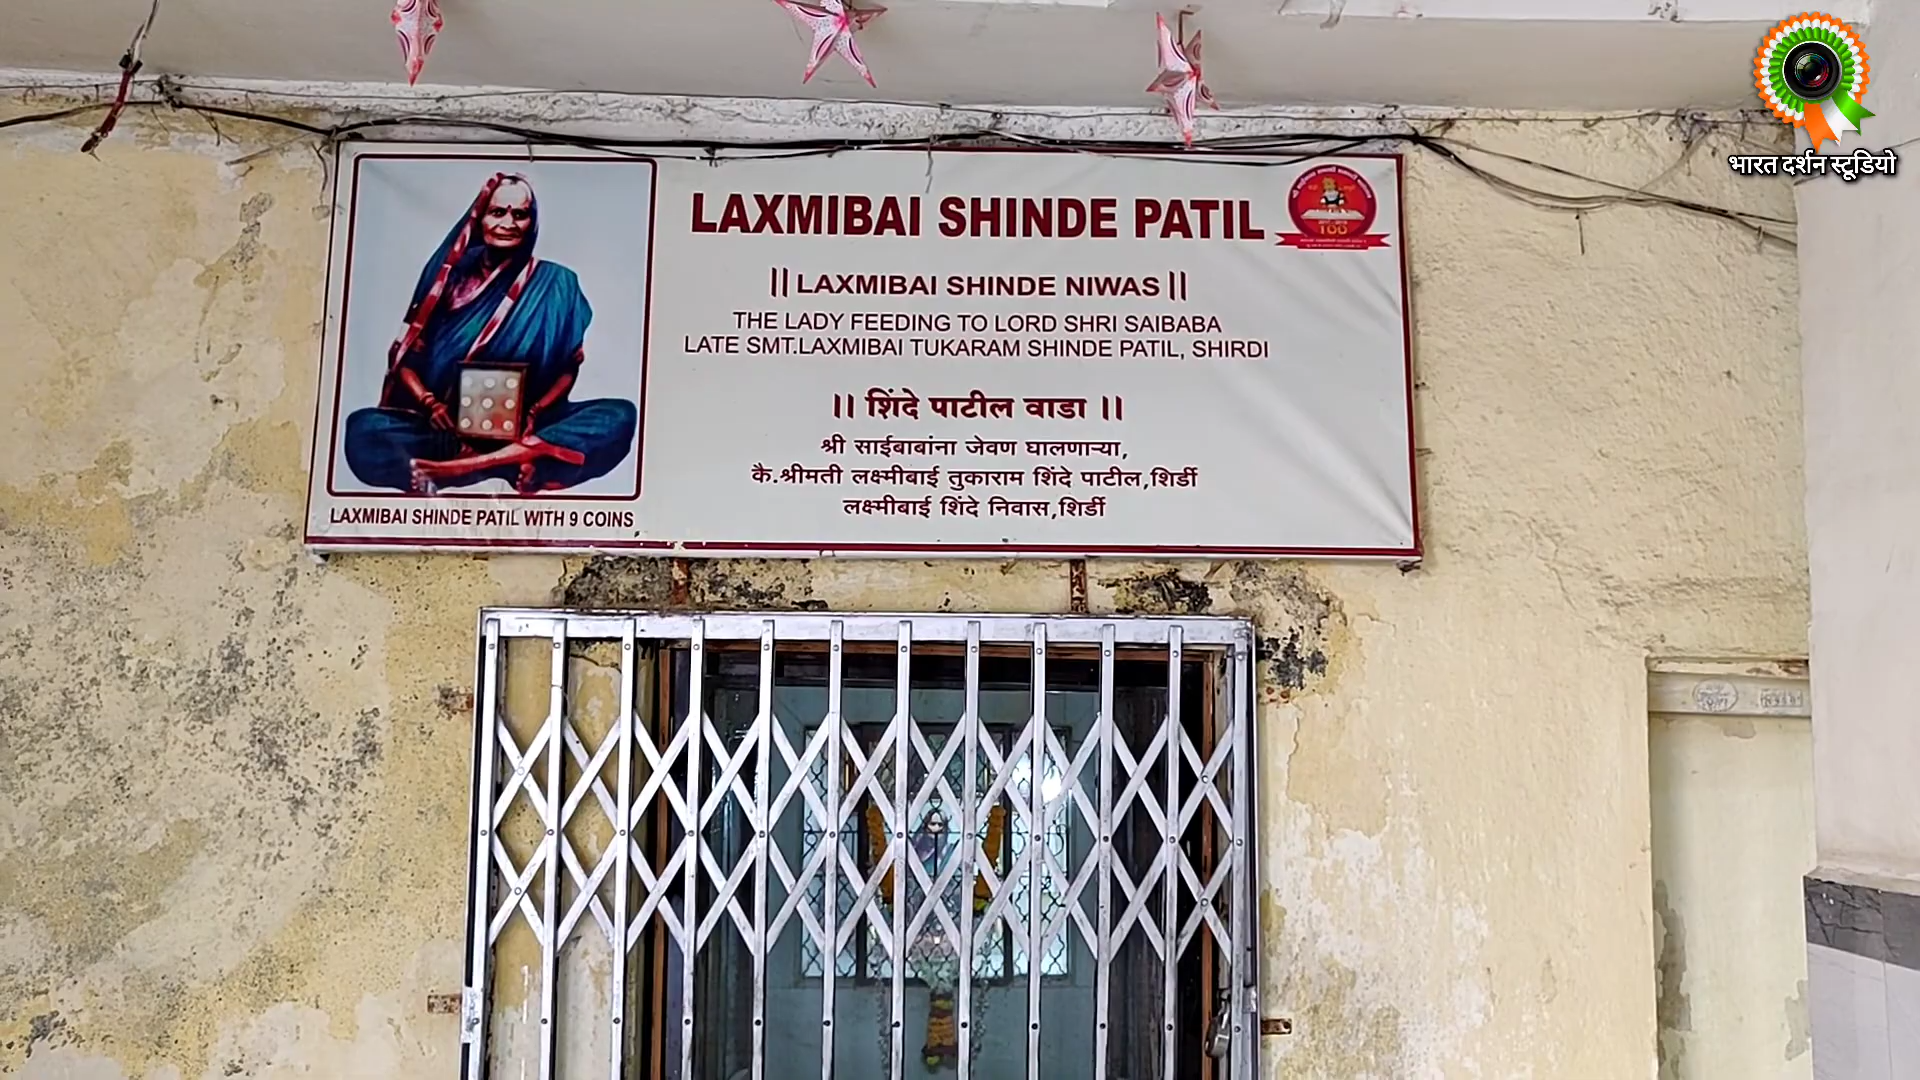 भारत दर्शन स्टूडियो
LAXMIBAI SHINDE PATIL
100
|| LAXMIBAI SHINDE NIWAS ||
THE LADY FEEDING TO LORD SHRI SAIBABA
LATE SMT.LAXMIBAI TUKARAM SHINDE PATIL, SHIRDI
|| शिंदे पाटील वाडा ||
श्री साईबाबांना जेवण घालणाऱ्या,
कै.श्रीमती लक्ष्मीबाई तुकाराम शिंदे पाटील,शिर्डी
लक्ष्मीबाई शिंदे निवास,शिर्डी
LAXMIBAI SHINDE PATIL WITH 9 COINS